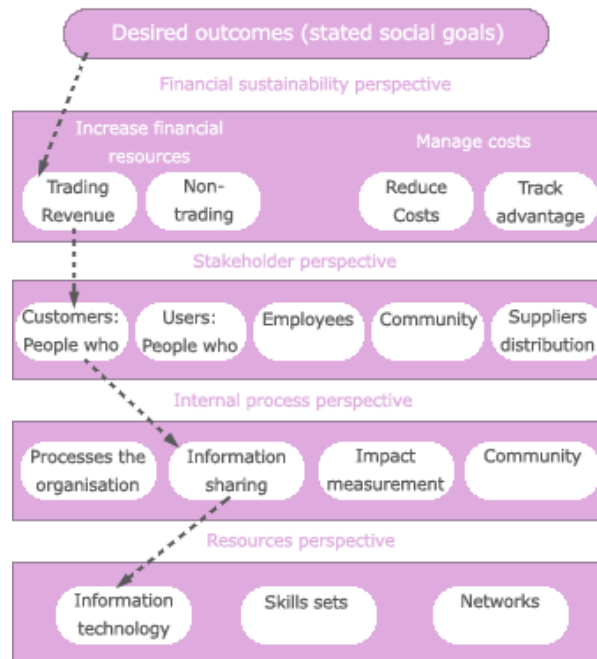 Desired outcomes (stated social goals)
Financial sustainability perspective
Increase financial
resources
Manage costs
Trading
Revenue
Non-
trading
Reduce
Costs
Track
advantage
Stakeholder perspective
Customers:
People who
Users:
People who
Employees
Community
Suppliers
distribution
Internal process perspective
Processes the
organisation
Information
sharing
Impact
measurement
Community
Resources perspective
Information
technology
Skills sets
Networks